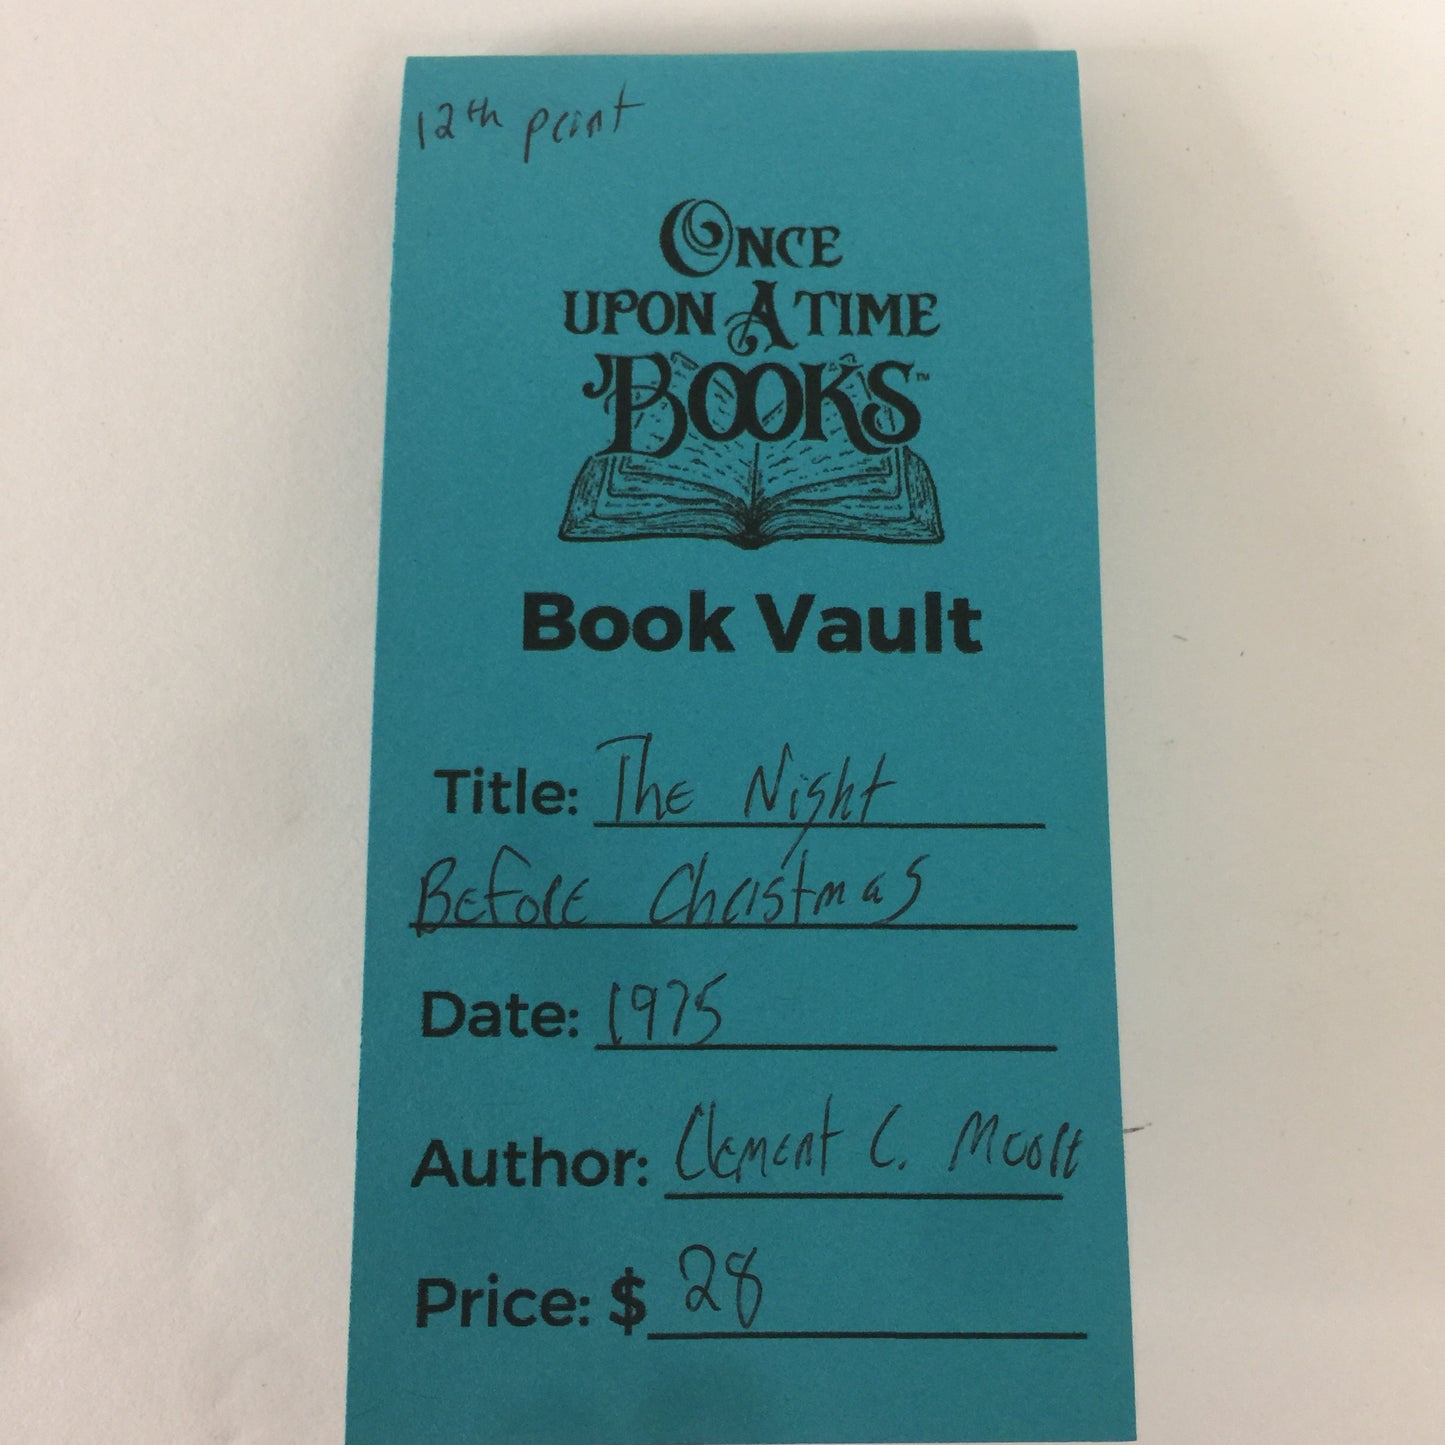 12th print
ONCE
UPON A TIME
BOOKS™
Book Vault
Title: The Night
Before Christmas
Date: 1975
Author: Clement C. Moore
Price: $ 28